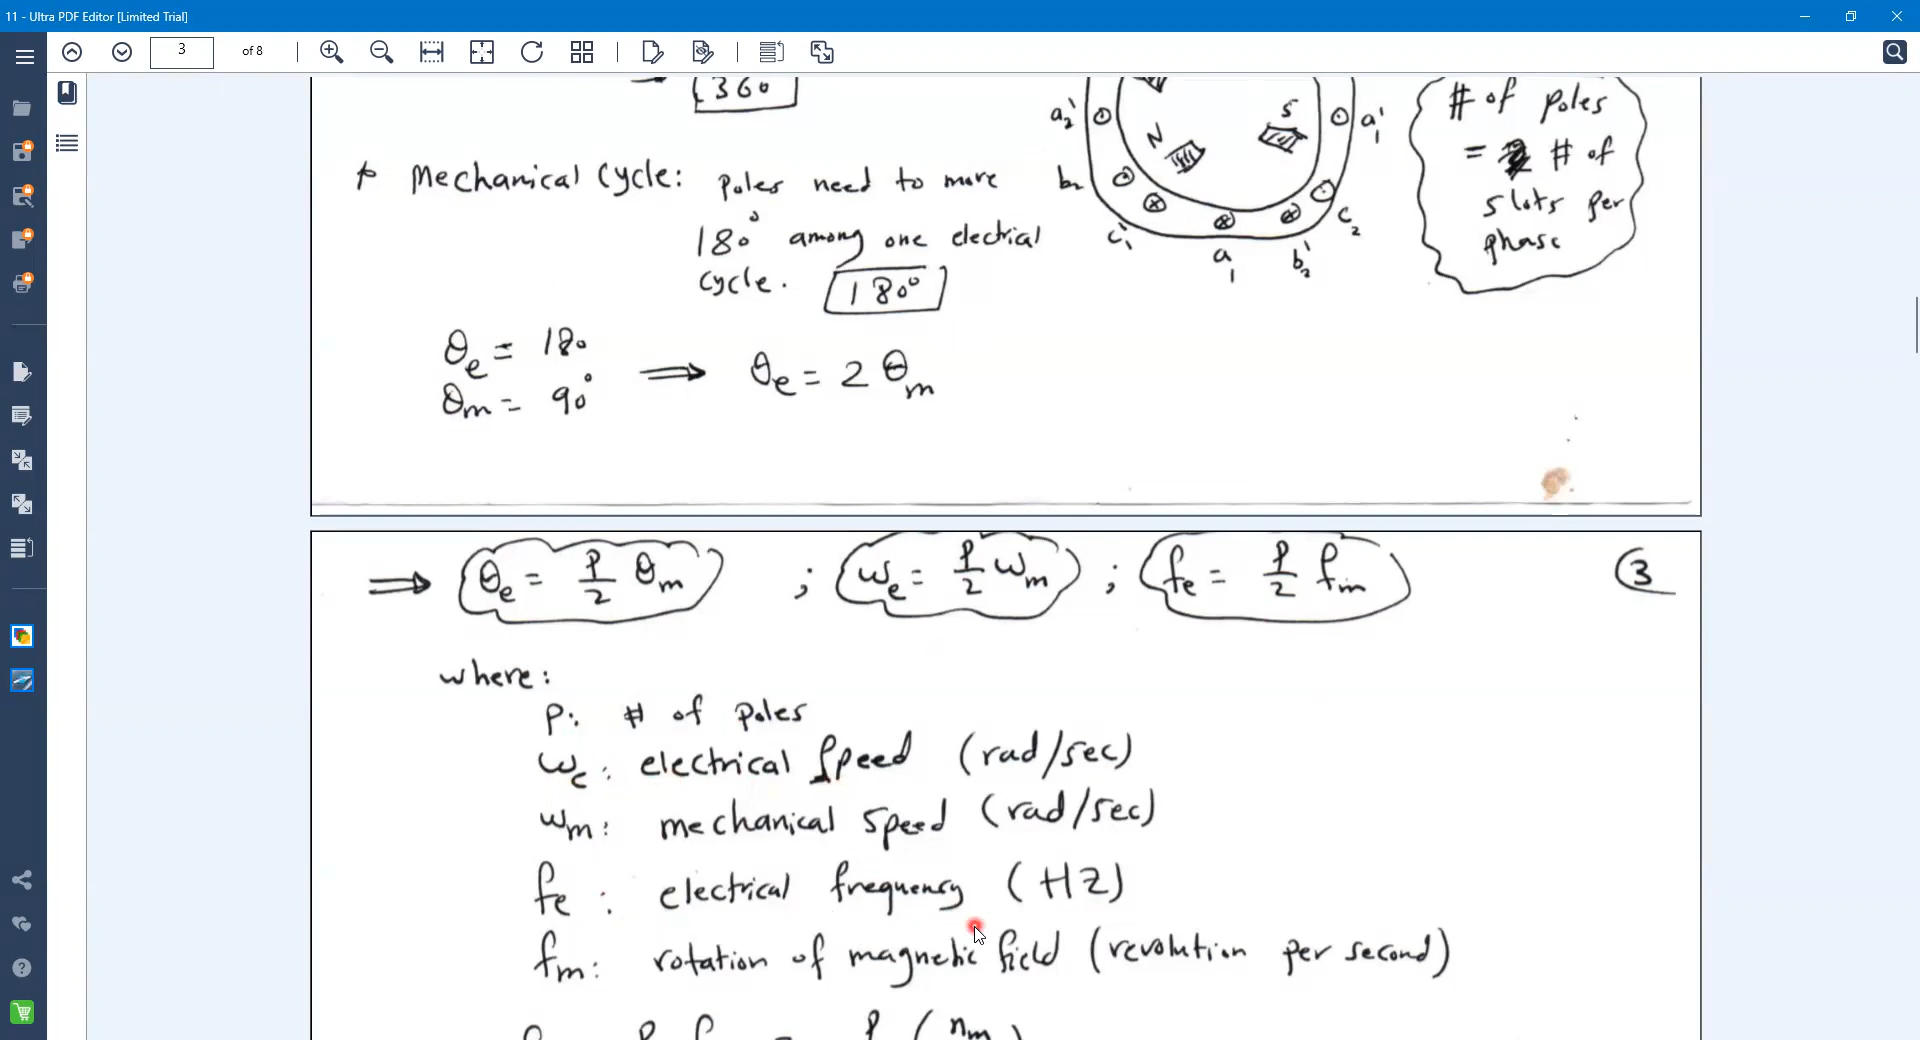 11 - Ultra PDF Editor [Limited Trial]
3 of 8
360
* Mechanical Cycle: poles need to move
180° among one electrical
cycle. 180°
a₂'
b₂
c₁'
a₁
b₂'
c₂
a₁'
N
S
# of poles
= # of
slots per
phase
θe = 180
θm = 90° ⟹ θe = 2 θm
⟹ θe = P/2 θm ; ωe = P/2 ωm ; fe = P/2 fm
3
where:
P: # of poles
ωe: electrical speed (rad/sec)
ωm: mechanical speed (rad/sec)
fe : electrical frequency (HZ)
fm: rotation of magnetic field (revolution per second)